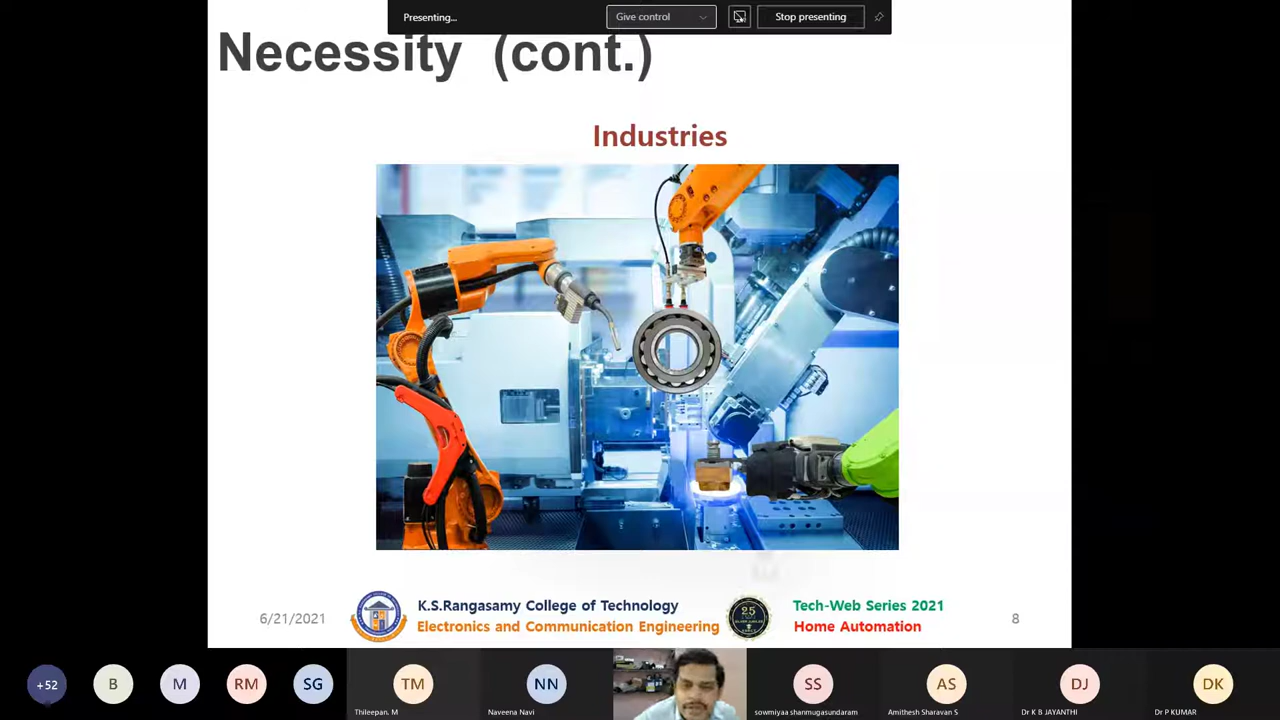 Presenting...
Give control
Stop presenting
Necessity (cont.)
Industries
6/21/2021
K.S.Rangasamy College of Technology
Electronics and Communication Engineering
25
Tech-Web Series 2021
Home Automation
8
+52
B
M
RM
SG
TM
NN
SS
AS
DJ
DK
Thileepan. M
Naveena Navi
sowmiyaa shanmugasundaram
Amithesh Sharavan S
Dr K B JAYANTHI
Dr P KUMAR